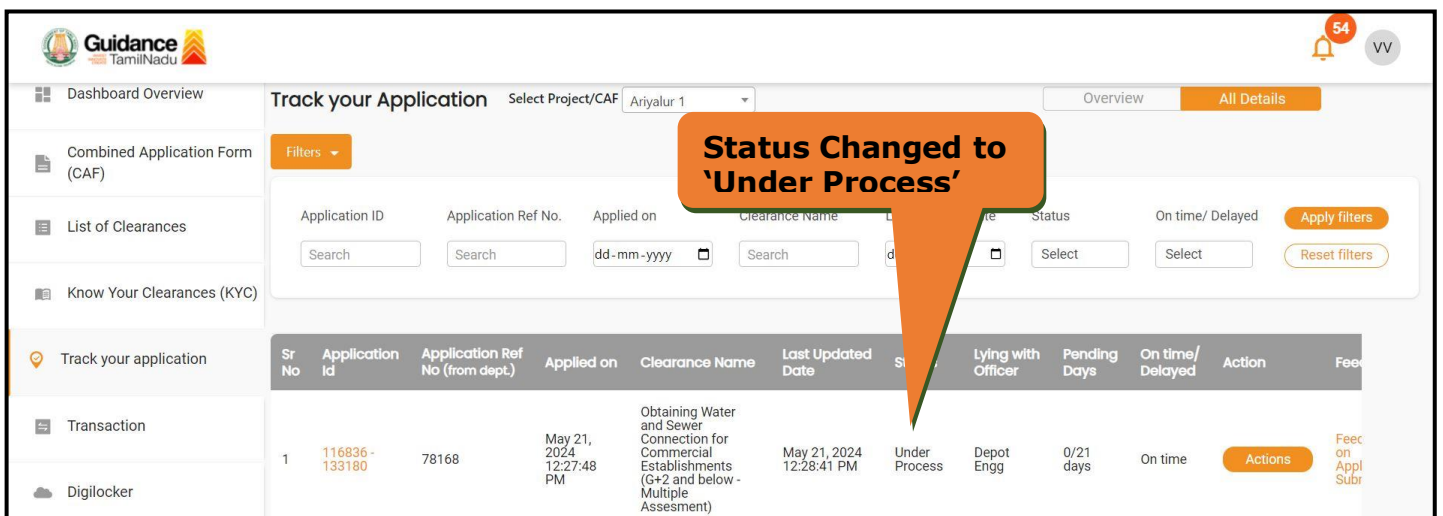 Guidance
TamilNadu
54
VV
Dashboard Overview
Track your Application Select Project/CAF Ariyalur 1 Overview All Details
Combined Application Form
(CAF)
Filters
Status Changed to
‘Under Process’
List of Clearances
Application ID Application Ref No. Applied on Clearance Name Status On time/ Delayed Apply filters
Search Search dd-mm-yyyy Search Select Select Reset filters
Know Your Clearances (KYC)
Track your application
Sr
No
Application
Id
Application Ref
No (from dept.)
Applied on
Clearance Name
Last Updated
Date
Lying with
Officer
Pending
Days
On time/
Delayed
Action
Transaction
1
116836 -
133180
78168
May 21,
2024
12:27:48
PM
Obtaining Water
and Sewer
Connection for
Commercial
Establishments
(G+2 and below -
Multiple
Assesment)
May 21, 2024
12:28:41 PM
Under
Process
Depot
Engg
0/21
days
On time
Actions
on
Digilocker